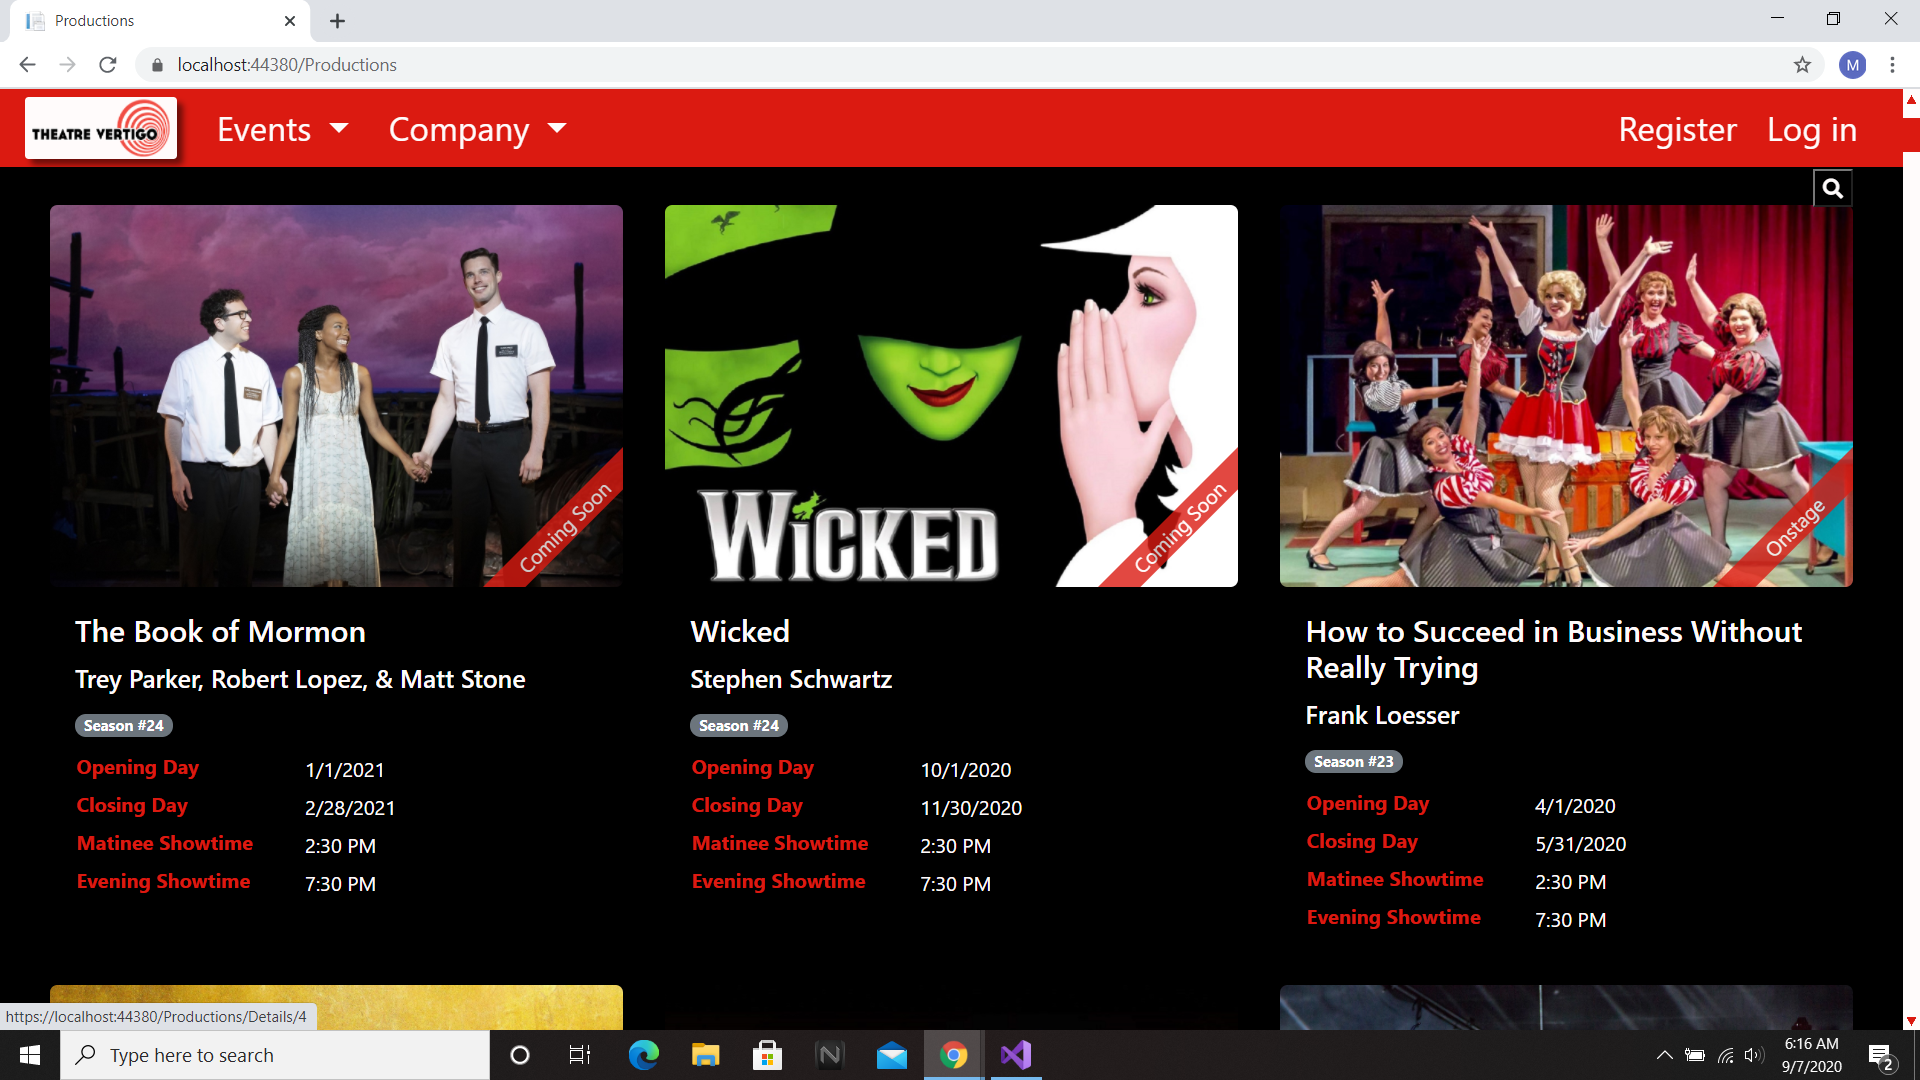 Productions
localhost:44380/Productions
THEATRE VERTIGO
Events
Company
Register
Log in
Coming Soon
WICKED
Coming Soon
Onstage
The Book of Mormon
Trey Parker, Robert Lopez, & Matt Stone
Season #24
Opening Day 1/1/2021
Closing Day 2/28/2021
Matinee Showtime 2:30 PM
Evening Showtime 7:30 PM
Wicked
Stephen Schwartz
Season #24
Opening Day 10/1/2020
Closing Day 11/30/2020
Matinee Showtime 2:30 PM
Evening Showtime 7:30 PM
How to Succeed in Business Without
Really Trying
Frank Loesser
Season #23
Opening Day 4/1/2020
Closing Day 5/31/2020
Matinee Showtime 2:30 PM
Evening Showtime 7:30 PM
https://localhost:44380/Productions/Details/4
Type here to search
6:16 AM
9/7/2020
2
M
N